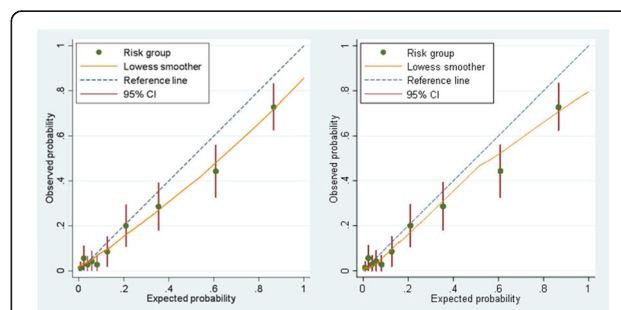 Risk group
Lowess smoother
Reference line
95% CI
Observed probability
1
.8
.6
.4
.2
0
0
.2
.4
.6
.8
1
Expected probability
Risk group
Lowess smoother
Reference line
95% CI
Observed probability
1
.8
.6
.4
.2
0
0
.2
.4
.6
.8
1
Expected probability